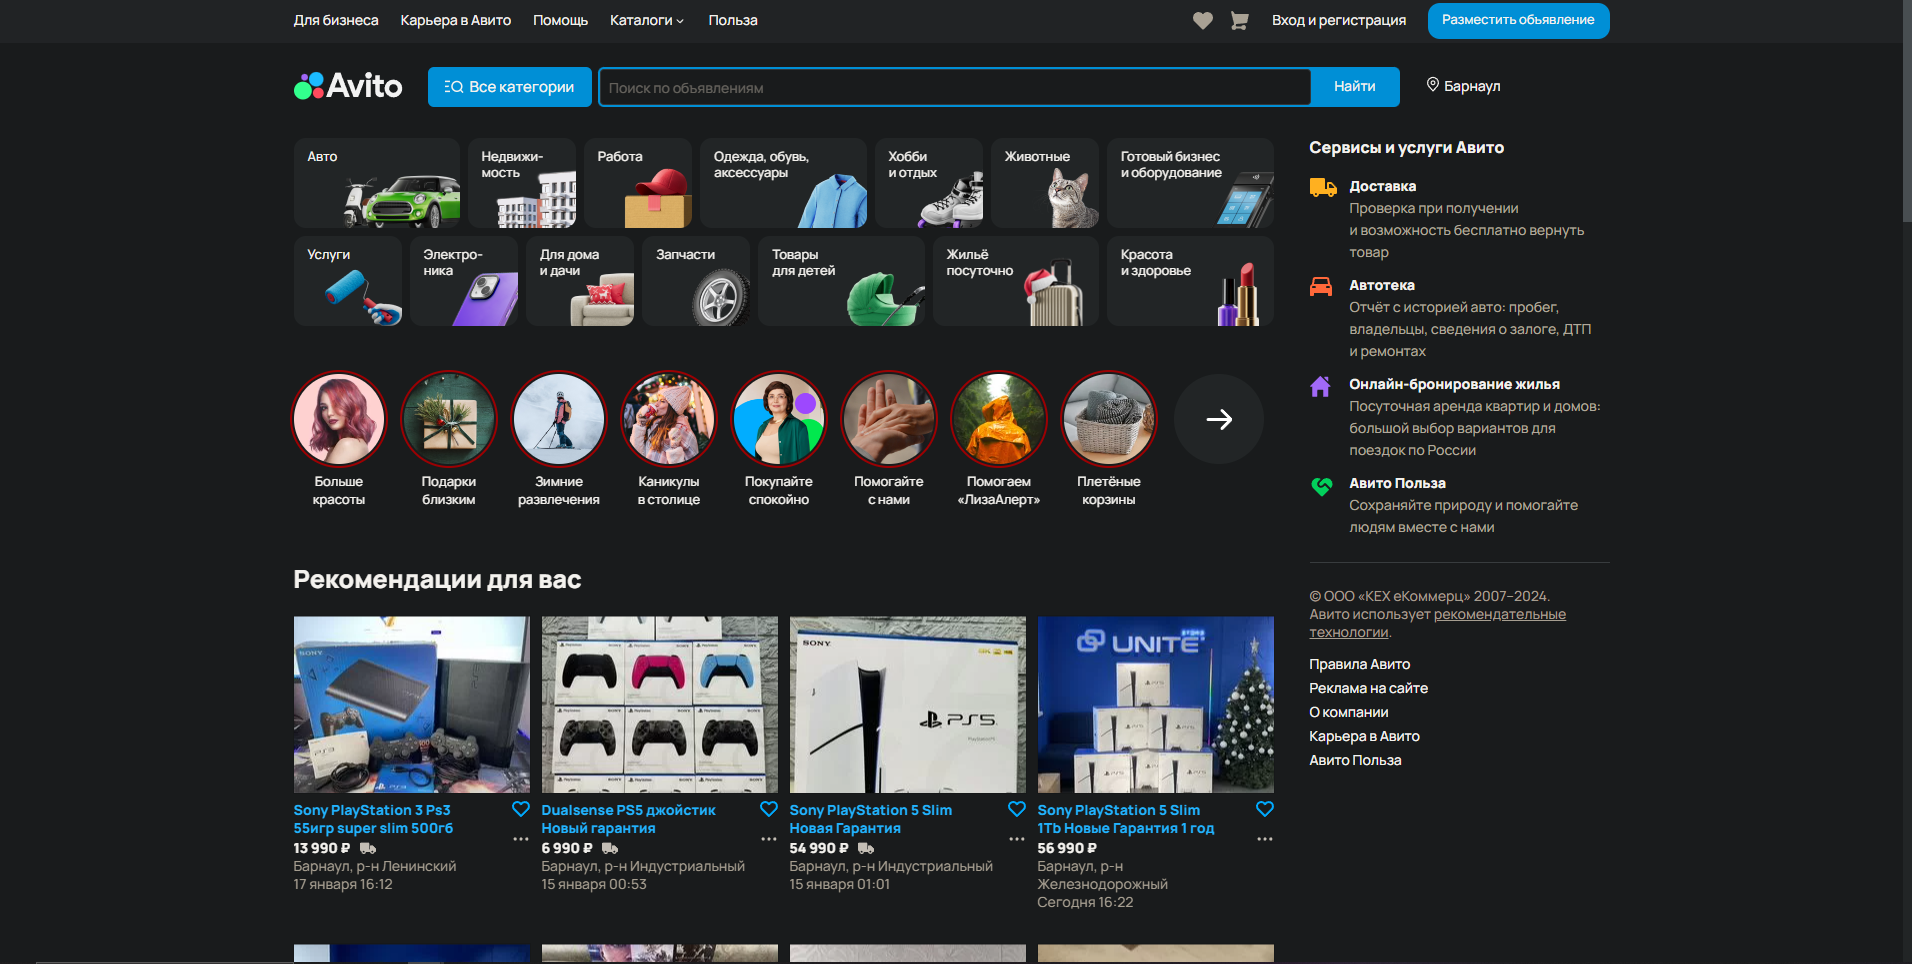 Для бизнеса Карьера в Авито Помощь Каталоги Польза Вход и регистрация Разместить объявление
Avito Все категории Поиск по объявлениям Найти Барнаул
Авто
Недвижи-
мость
Работа
Одежда, обувь,
аксессуары
Хобби
и отдых
Животные
Готовый бизнес
и оборудование
Услуги
Электро-
ника
Для дома
и дачи
Запчасти
Товары
для детей
Жильё
посуточно
Красота
и здоровье
Больше
красоты
Подарки
близким
Зимние
развлечения
Каникулы
в столице
Покупайте
спокойно
Помогайте
с нами
Помогаем
«ЛизаАлерт»
Плетёные
корзины
Рекомендации для вас
SONY
PS3
SONY
PS5
UNITE
Sony PlayStation 3 Ps3
55игр super slim 500гб
13 990 ₽
Барнаул, р-н Ленинский
17 января 16:12
Dualsense PS5 джойстик
Новый гарантия
6 990 ₽
Барнаул, р-н Индустриальный
15 января 00:53
Sony PlayStation 5 Slim
Новая Гарантия
54 990 ₽
Барнаул, р-н Индустриальный
15 января 01:01
Sony PlayStation 5 Slim
1Tb Новые Гарантия 1 год
56 990 ₽
Барнаул, р-н
Железнодорожный
Сегодня 16:22
Сервисы и услуги Авито
Доставка
Проверка при получении
и возможность бесплатно вернуть
товар
Автотека
Отчёт с историей авто: пробег,
владельцы, сведения о залоге, ДТП
и ремонтах
Онлайн-бронирование жилья
Посуточная аренда квартир и домов:
большой выбор вариантов для
поездок по России
Авито Польза
Сохраняйте природу и помогайте
людям вместе с нами
© ООО «КЕХ еКоммерц» 2007–2024.
Авито использует рекомендательные
технологии.
Правила Авито
Реклама на сайте
О компании
Карьера в Авито
Авито Польза